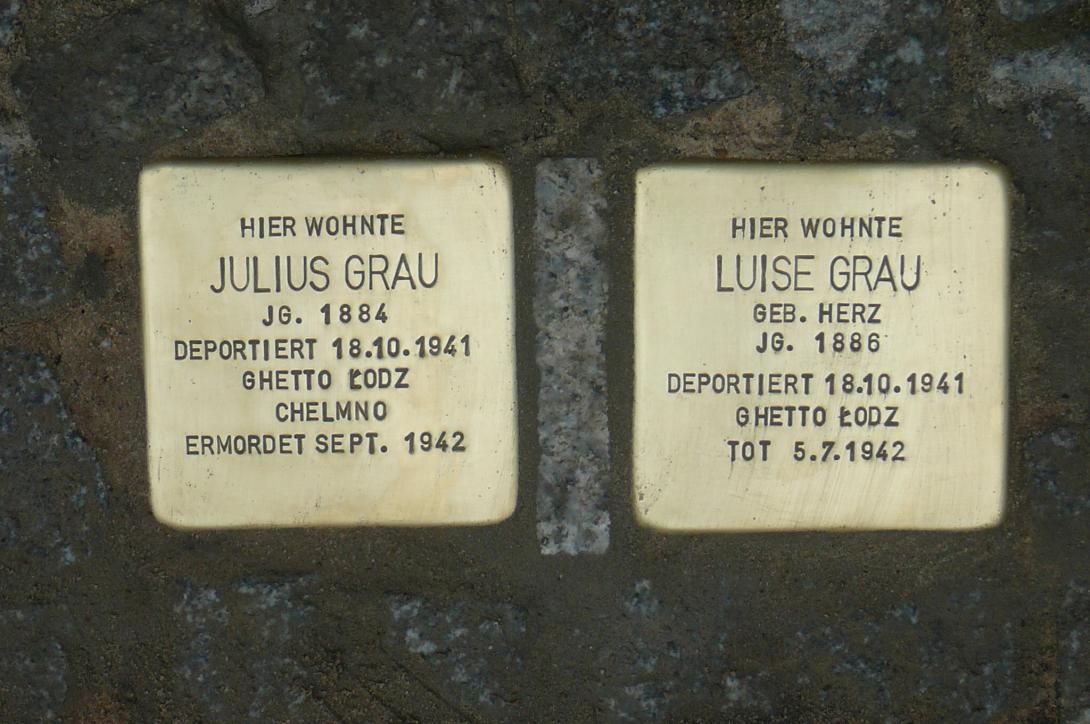 HIER WOHNTE
JULIUS GRAU
JG. 1884
DEPORTIERT 18.10.1941
GHETTO ŁODZ
CHELMNO
ERMORDET SEPT. 1942
HIER WOHNTE
LUISE GRAU
GEB. HERZ
JG. 1886
DEPORTIERT 18.10.1941
GHETTO ŁODZ
TOT 5.7.1942